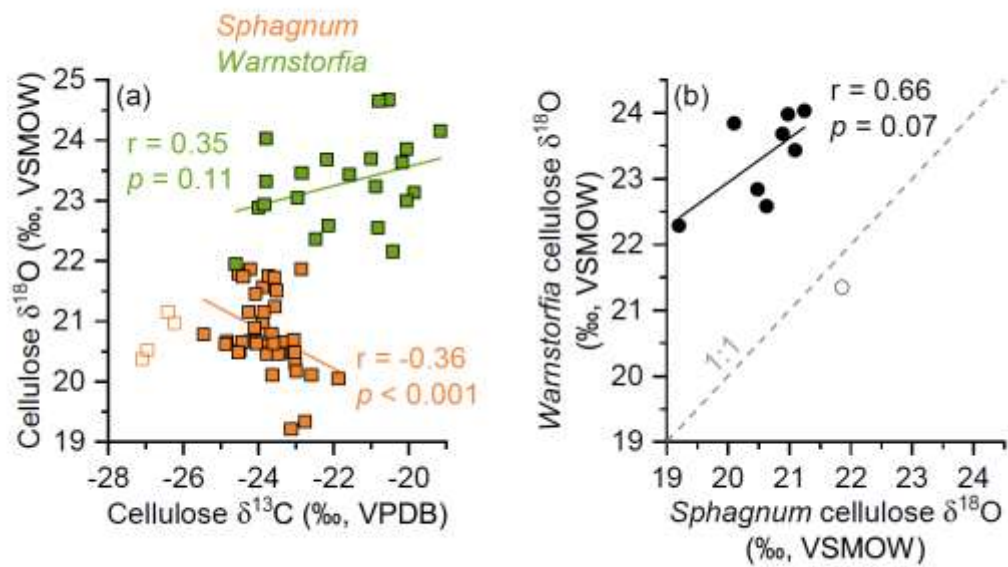 Sphagnum
Warnstorfia
(a)
r = 0.35
p = 0.11
r = -0.36
p < 0.001
25
24
23
22
21
20
19
-28 -26 -24 -22 -20
Cellulose δ¹⁸O (‰, VSMOW)
Cellulose δ¹³C (‰, VPDB)
(b)
r = 0.66
p = 0.07
1:1
24
23
22
21
20
19
19 20 21 22 23 24
Warnstorfia cellulose δ¹⁸O
(‰, VSMOW)
Sphagnum cellulose δ¹⁸O
(‰, VSMOW)